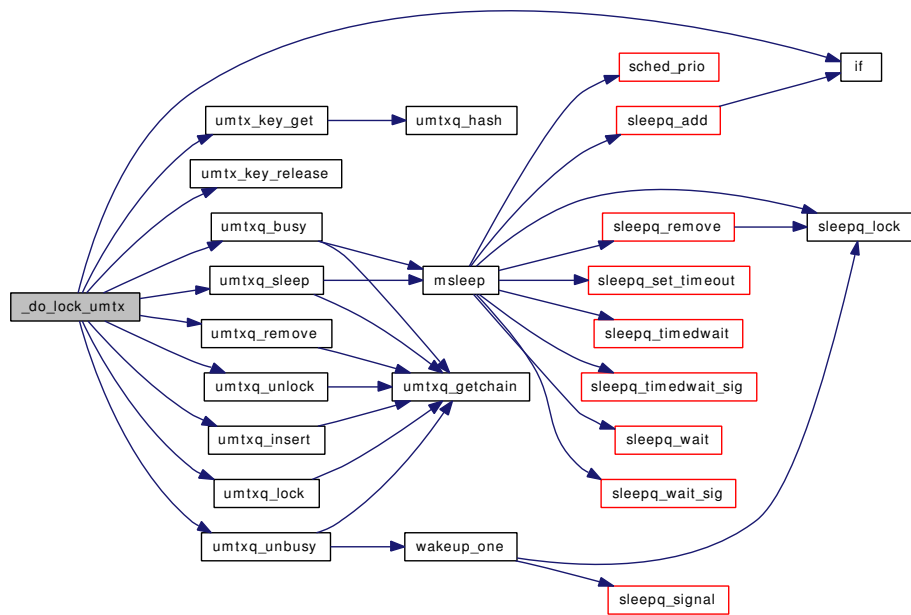 _do_lock_umtx
if
umtx_key_get
umtx_key_release
umtxq_busy
umtxq_sleep
umtxq_remove
umtxq_unlock
umtxq_insert
umtxq_lock
umtxq_unbusy
umtxq_hash
msleep
umtxq_getchain
wakeup_one
sched_prio
sleepq_add
sleepq_remove
sleepq_set_timeout
sleepq_timedwait
sleepq_timedwait_sig
sleepq_wait
sleepq_wait_sig
sleepq_signal
sleepq_lock